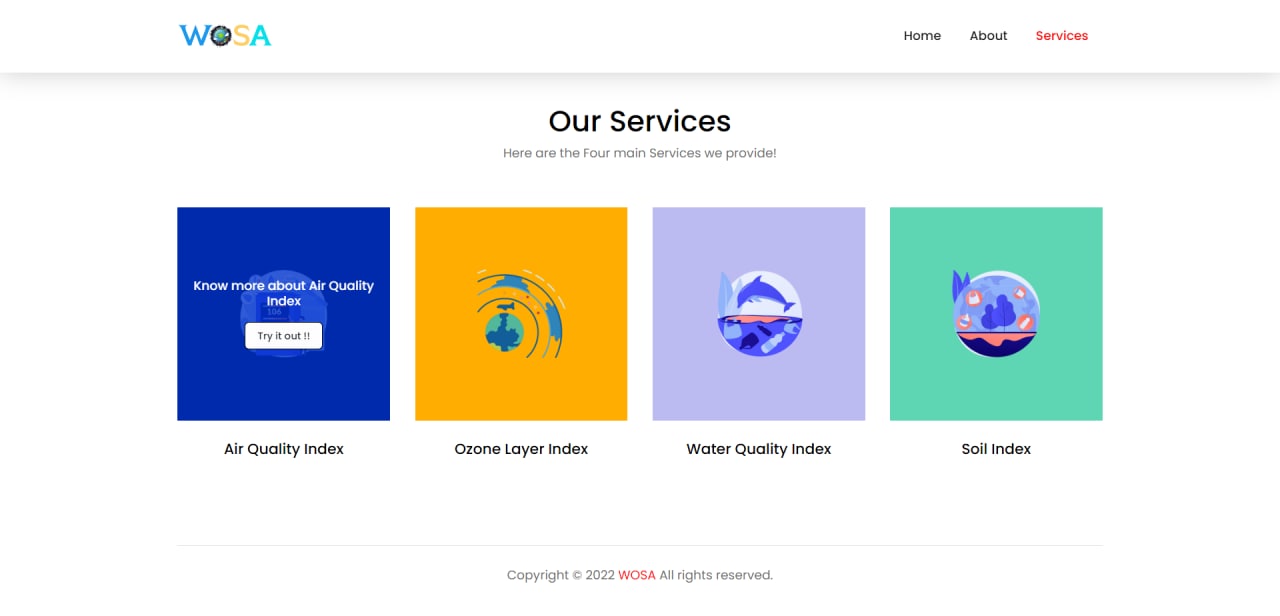 WOSA
Home About Services
Our Services
Here are the Four main Services we provide!
Know more about Air Quality
Index
106
Try it out !!
Air Quality Index
Ozone Layer Index
Water Quality Index
Soil Index
Copyright © 2022 WOSA All rights reserved.